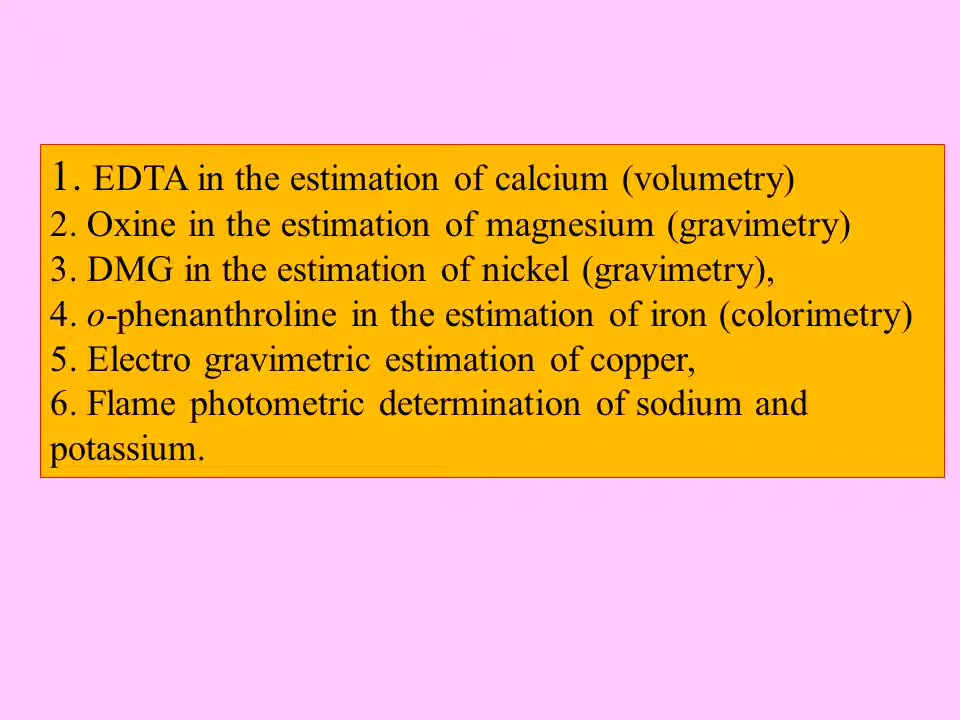 1. EDTA in the estimation of calcium (volumetry)
2. Oxine in the estimation of magnesium (gravimetry)
3. DMG in the estimation of nickel (gravimetry),
4. o-phenanthroline in the estimation of iron (colorimetry)
5. Electro gravimetric estimation of copper,
6. Flame photometric determination of sodium and
potassium.